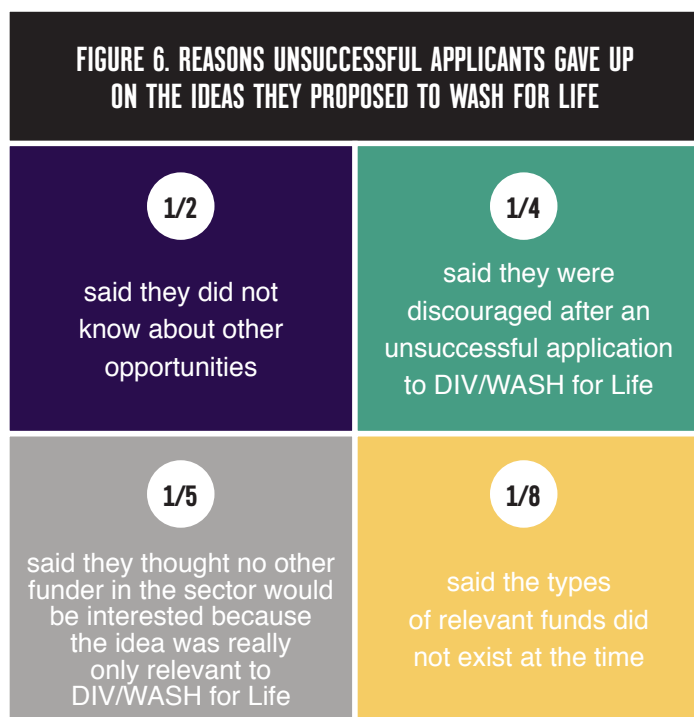 FIGURE 6. REASONS UNSUCCESSFUL APPLICANTS GAVE UP
ON THE IDEAS THEY PROPOSED TO WASH FOR LIFE
1/2
said they did not
know about other
opportunities
1/4
said they were
discouraged after an
unsuccessful application
to DIV/WASH for Life
1/5
said they thought no other
funder in the sector would
be interested because
the idea was really
only relevant to
DIV/WASH for Life
1/8
said the types
of relevant funds did
not exist at the time